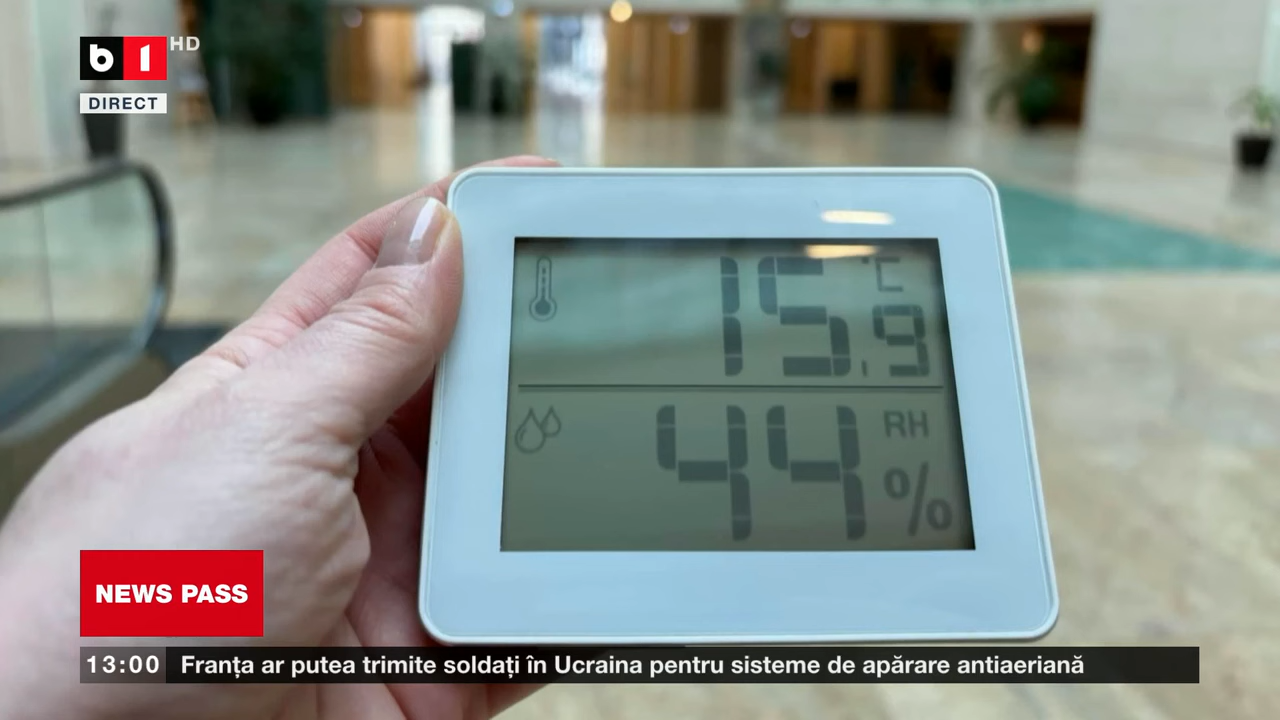 b1 HD
DIRECT
°C
15.9
RH
44 %
NEWS PASS
13:00 Franța ar putea trimite soldați în Ucraina pentru sisteme de apărare antiaeriană